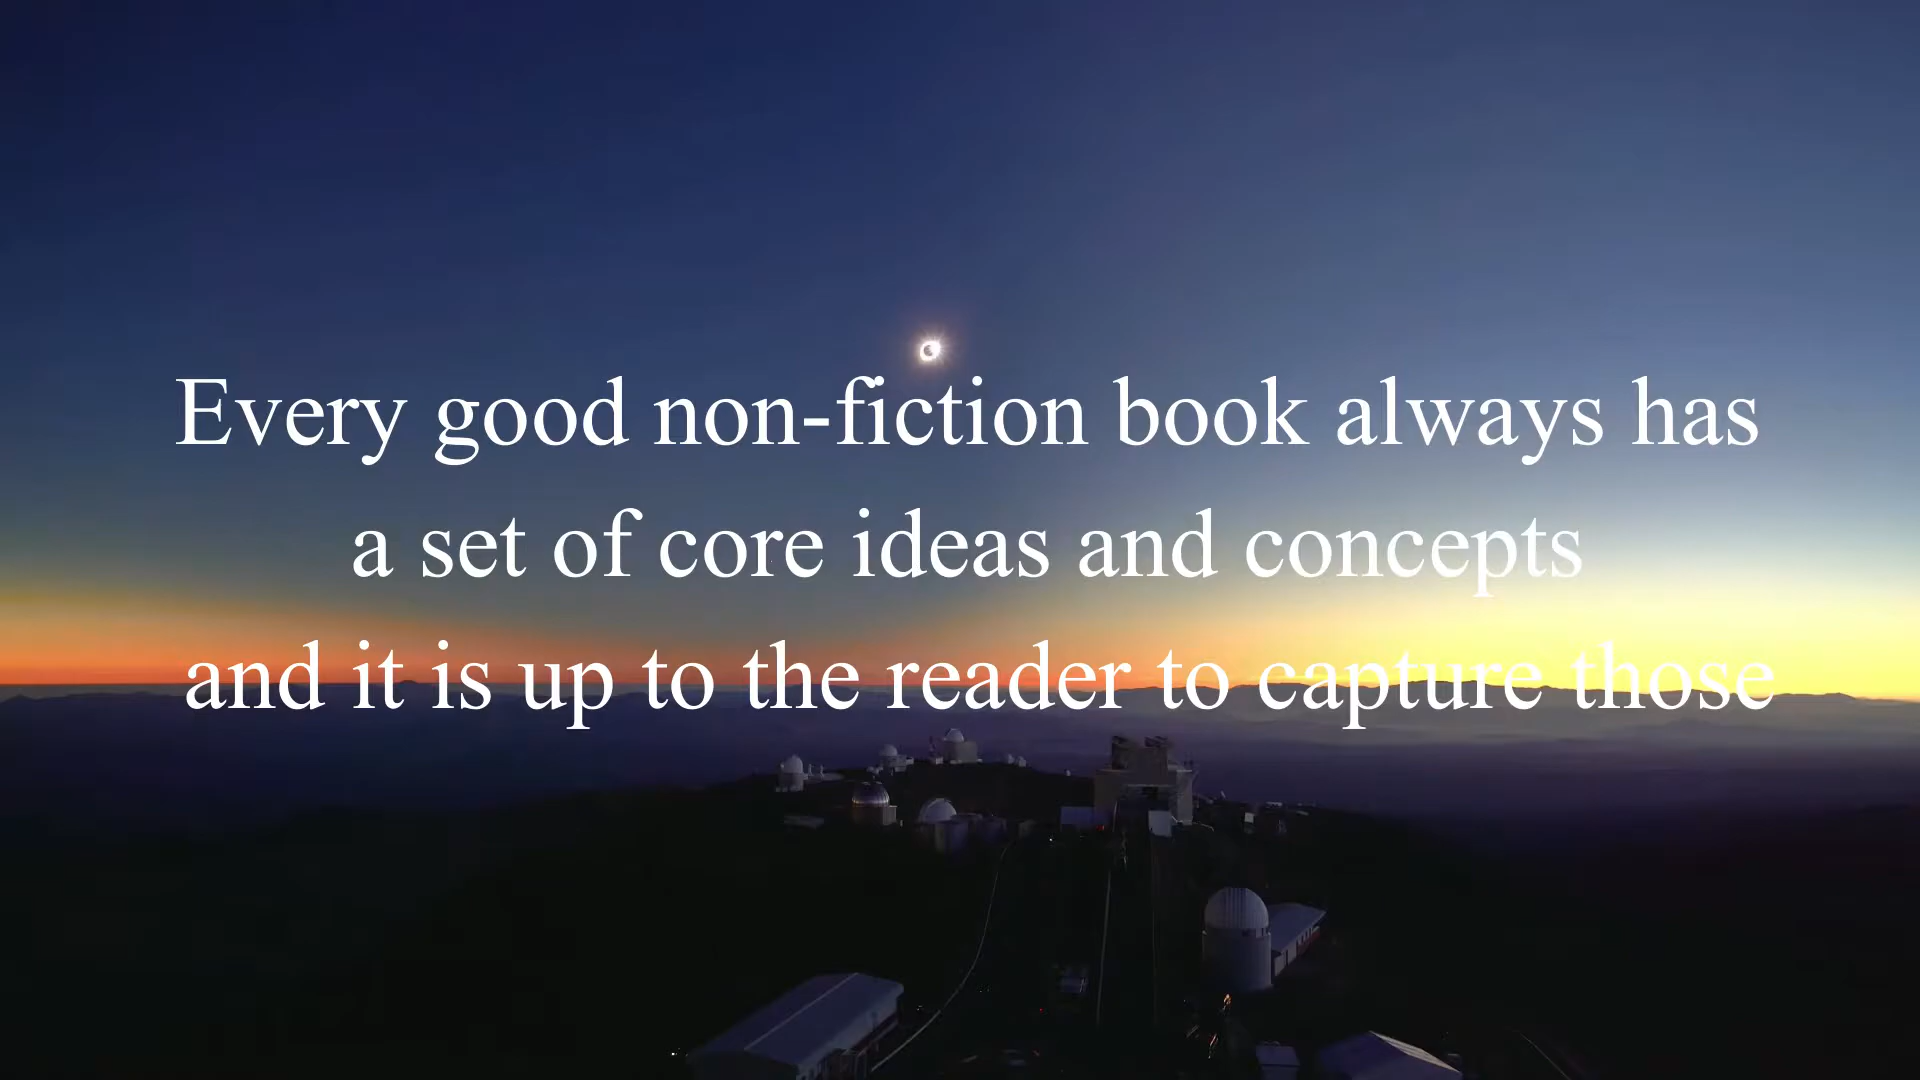 Every good non-fiction book always has
a set of core ideas and concepts
and it is up to the reader to capture those